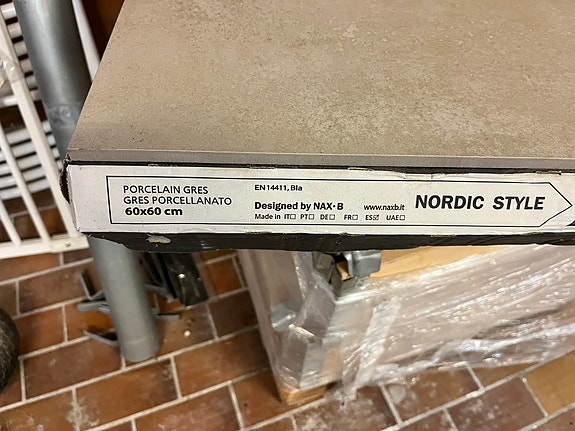 PORCELAIN GRES
GRES PORCELLANATO
60x60 cm
EN 14411, BIa
Designed by NAX-B www.naxb.it
Made in IT☐ PT☐ DE☐ FR☐ ES☑ UAE☐
NORDIC STYLE